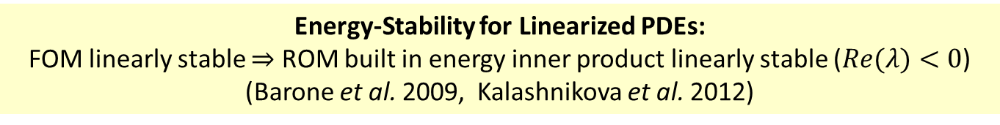 Energy-Stability for Linearized PDEs:
FOM linearly stable ⇒ ROM built in energy inner product linearly stable (𝑅𝑒(𝜆) < 0)
(Barone et al. 2009, Kalashnikova et al. 2012)